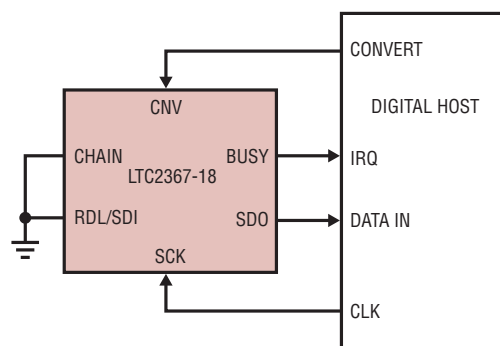 CONVERT
CNV
DIGITAL HOST
CHAIN
BUSY
IRQ
LTC2367-18
RDL/SDI
SDO
DATA IN
SCK
CLK